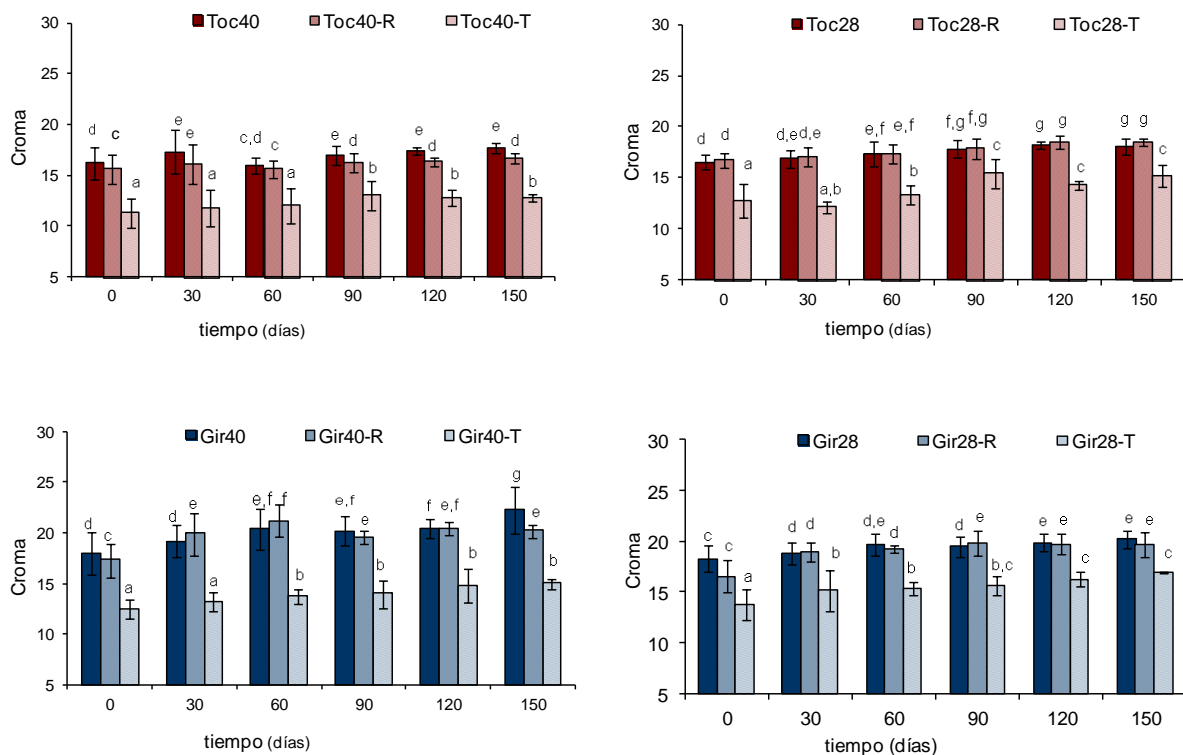 Toc40 Toc40-R Toc40-T
Croma
30
25
20
15
10
5
d c a
e e a
c,d c a
e d b
e d b
e d b
0 30 60 90 120 150
tiempo (días)
Toc28 Toc28-R Toc28-T
Croma
30
25
20
15
10
5
d d a
d,e d,e a,b
e,f e,f b
f,g f,g c
g g c
g g c
0 30 60 90 120 150
tiempo (días)
Gir40 Gir40-R Gir40-T
Croma
30
25
20
15
10
5
d c a
d e a
e,f,f b
e,f e b
f e,f b
g e b
0 30 60 90 120 150
tiempo (días)
Gir28 Gir28-R Gir28-T
Croma
30
25
20
15
10
5
c c a
d d b
d,e d b
d e b,c
e e c
e e c
0 30 60 90 120 150
tiempo (días)